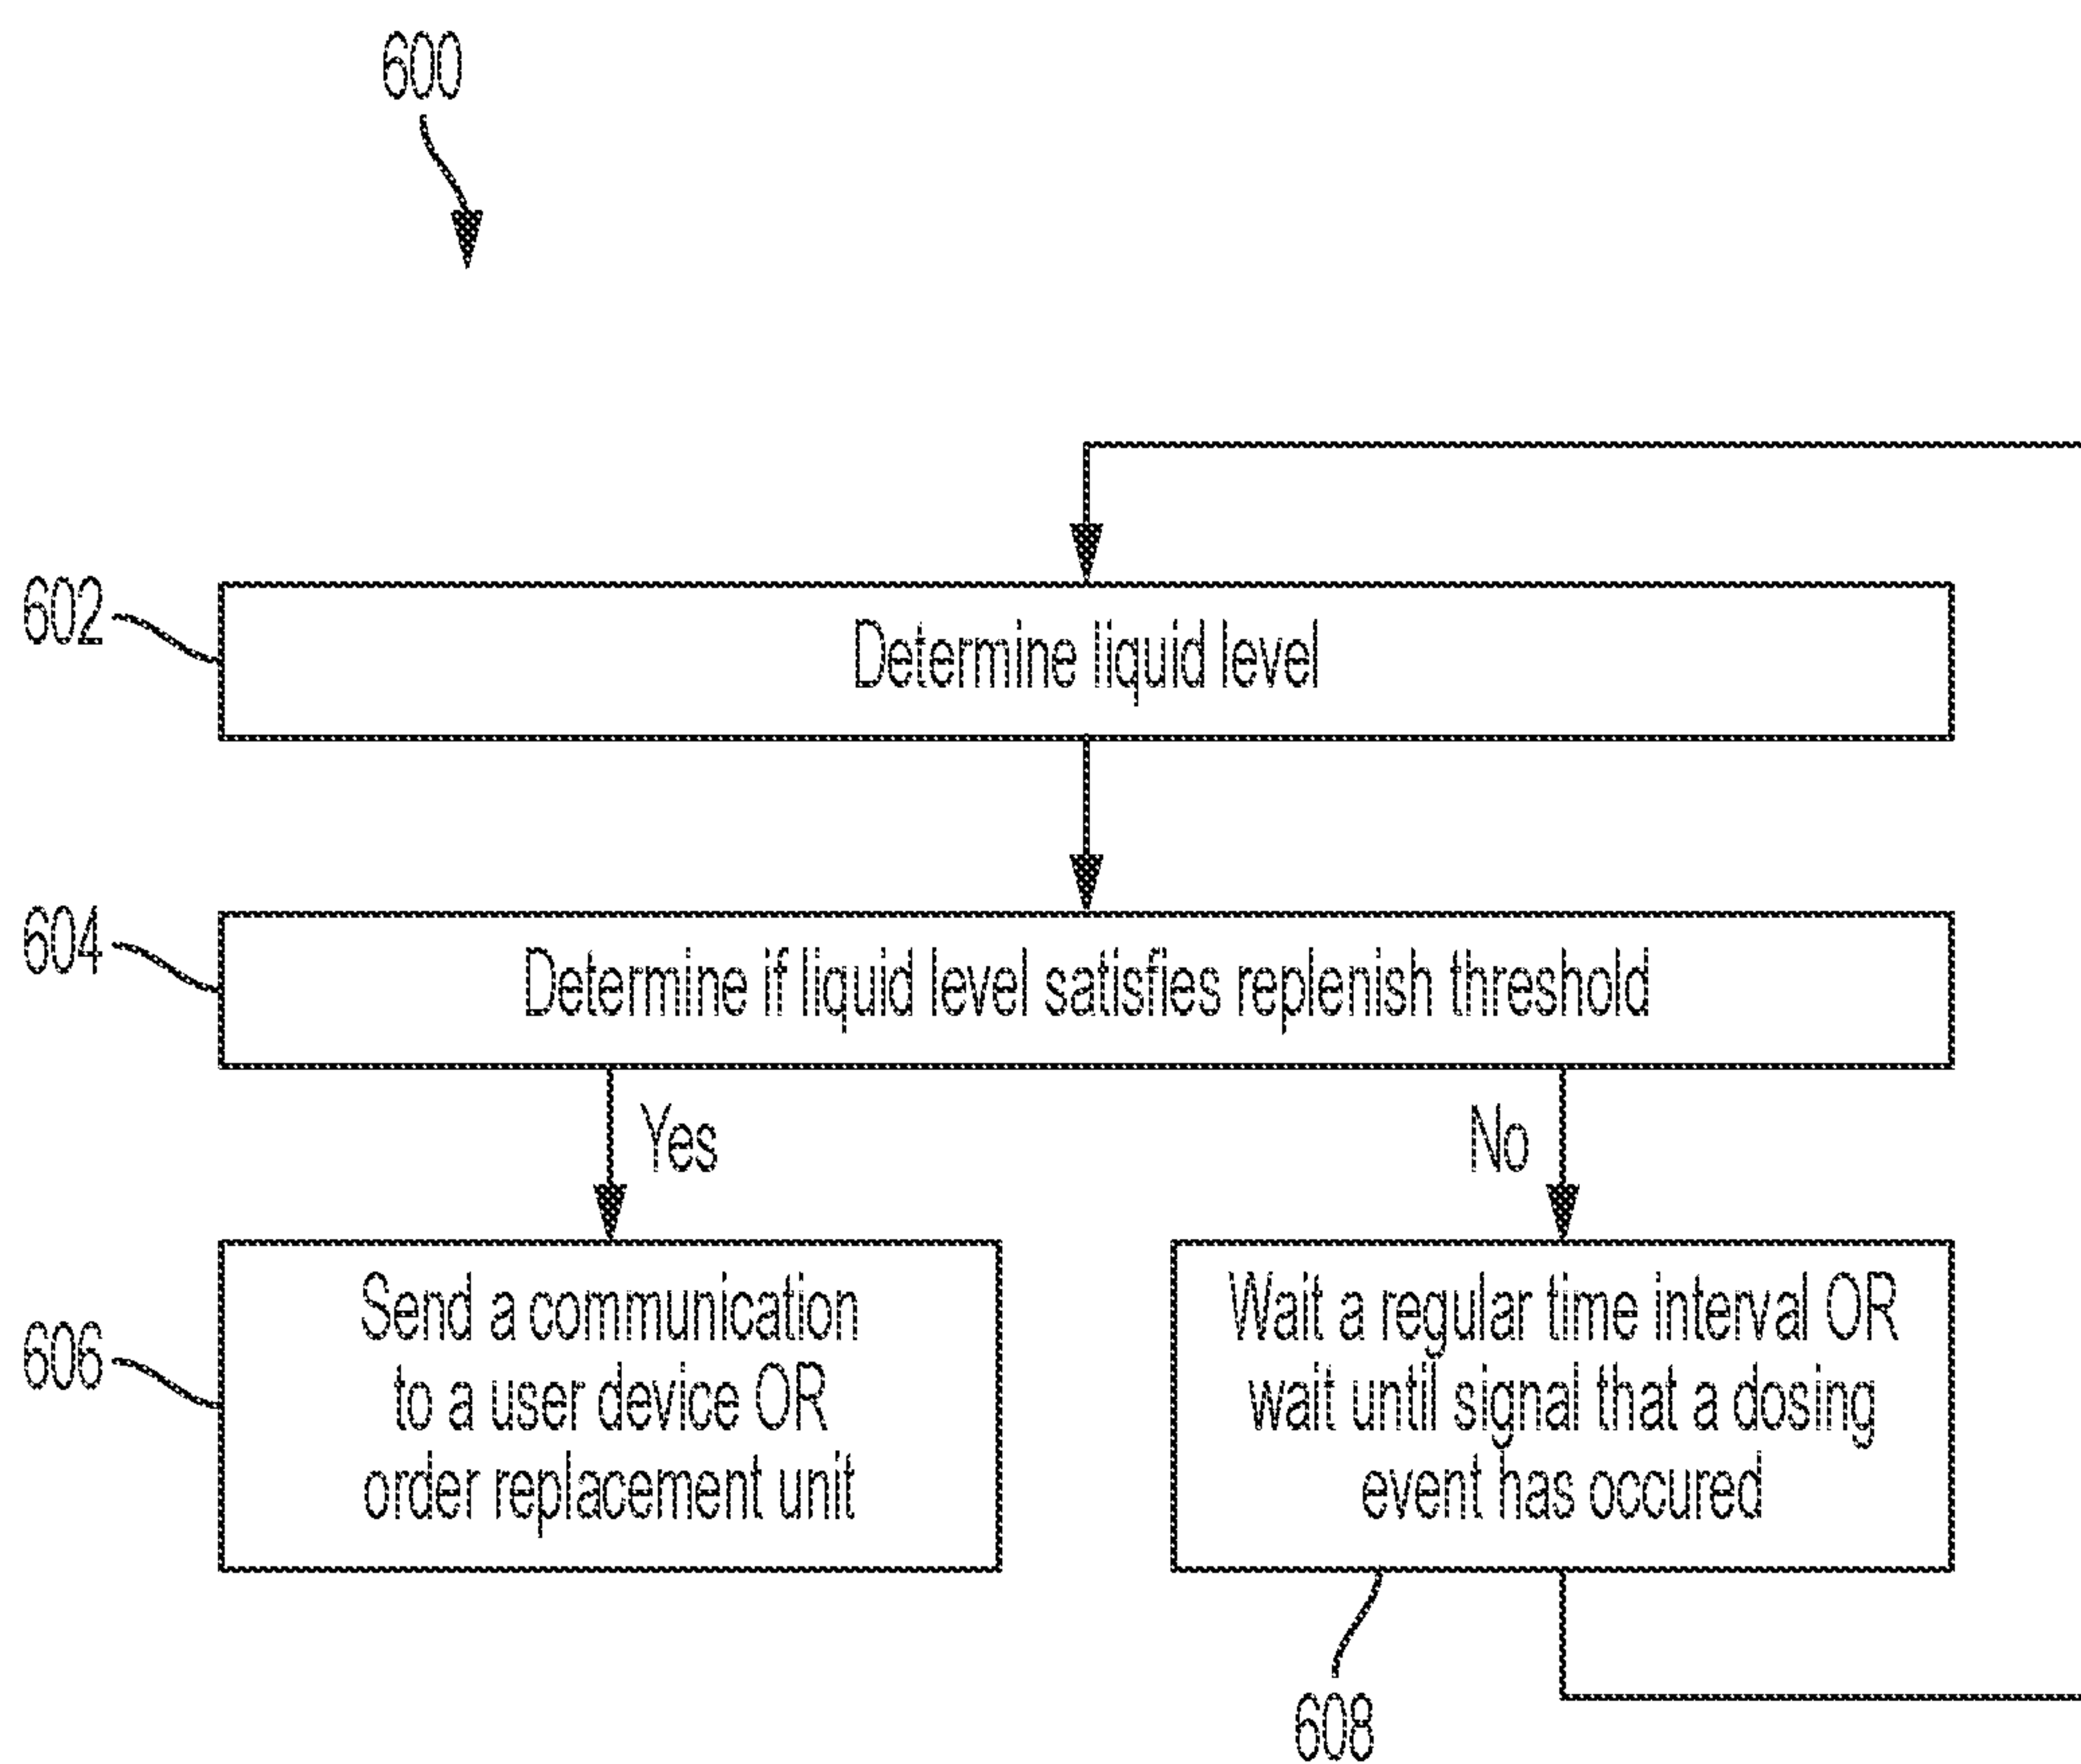 600
602
Determine liquid level
604
Determine if liquid level satisfies replenish threshold
Yes
No
606
Send a communication
to a user device OR
order replacement unit
Wait a regular time interval OR
wait until signal that a dosing
event has occured
608